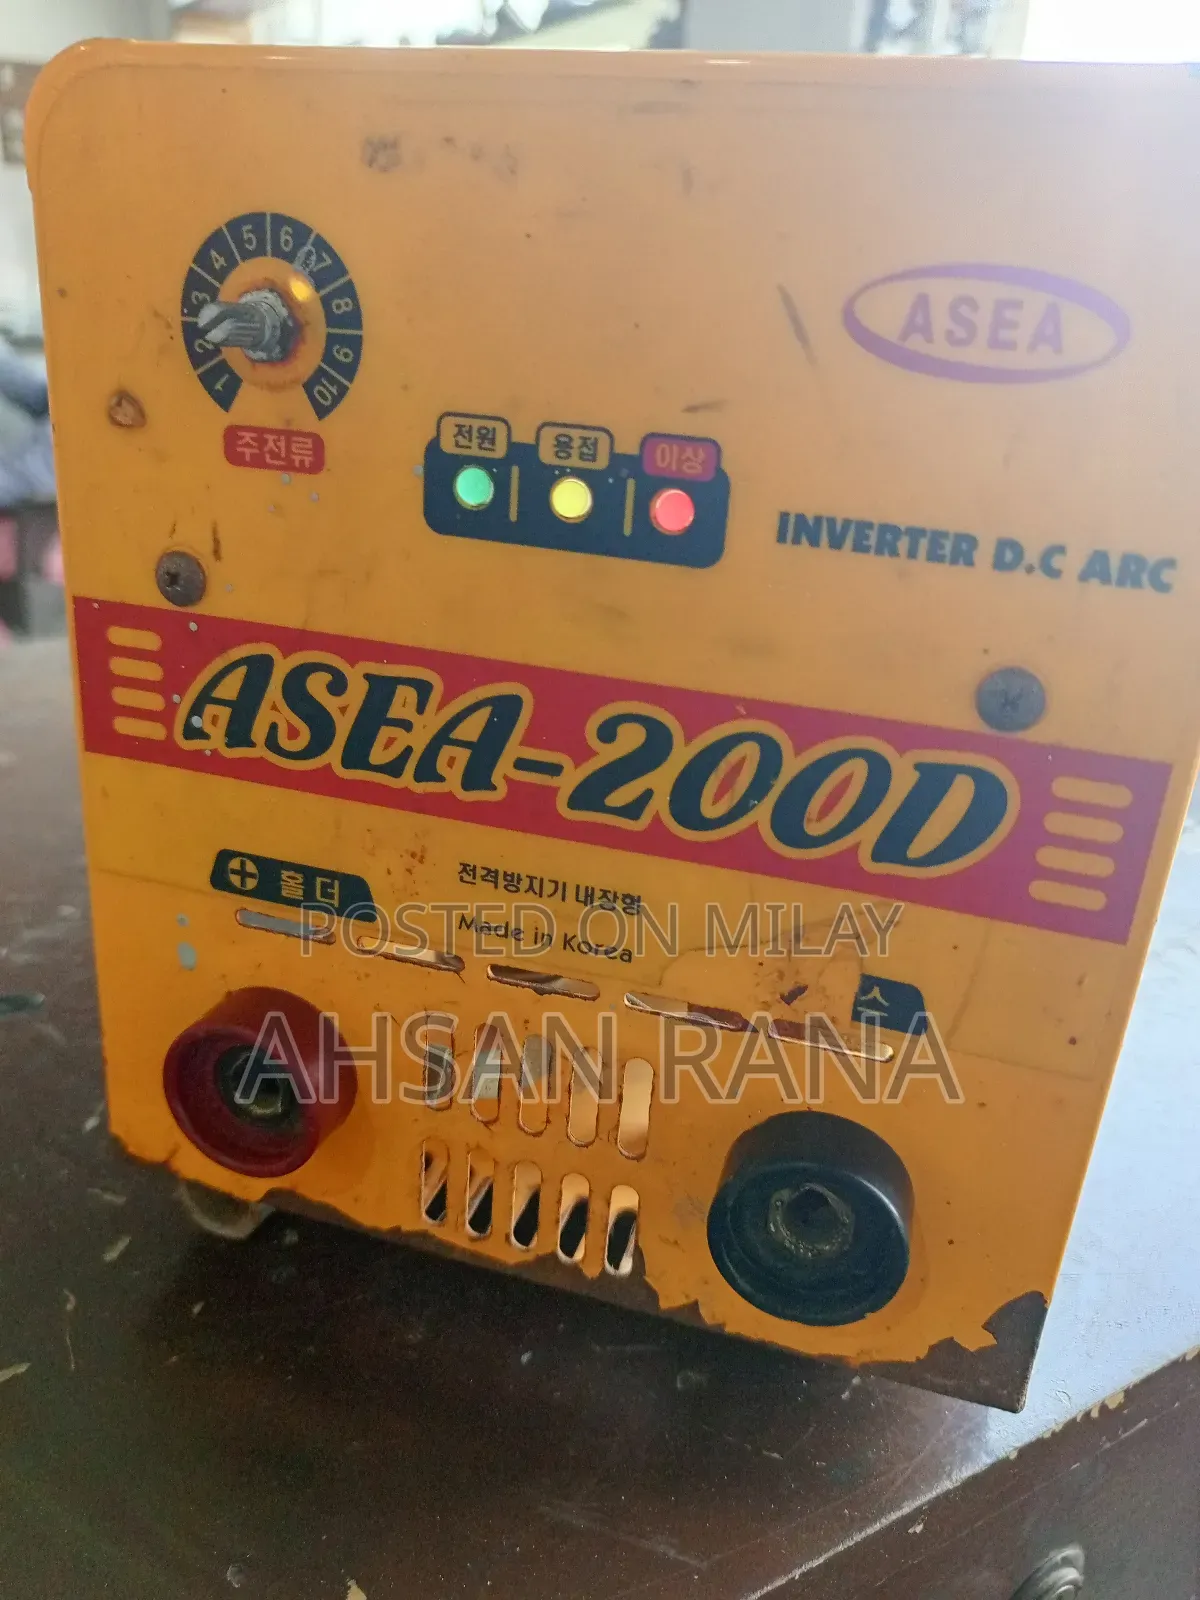 1 2 3 4 5 6 7 8 9 10
주전류
ASEA
전원 용접 이상
INVERTER D.C ARC
ASEA-200D
홀더
전격방지기 내장형
Made in Korea
스
POSTED ON MILAY
AHSAN RANA